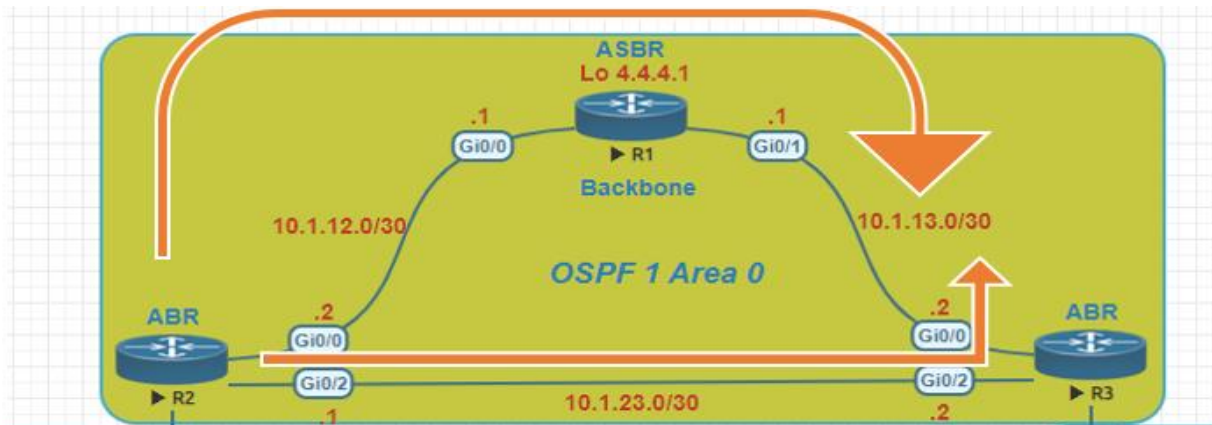 ASBR
Lo 4.4.4.1
.1
.1
Gi0/0
Gi0/1
R1
Backbone
10.1.12.0/30
10.1.13.0/30
OSPF 1 Area 0
ABR
.2
.2
ABR
Gi0/0
Gi0/0
Gi0/2
Gi0/2
R2
R3
10.1.23.0/30
.1
.2